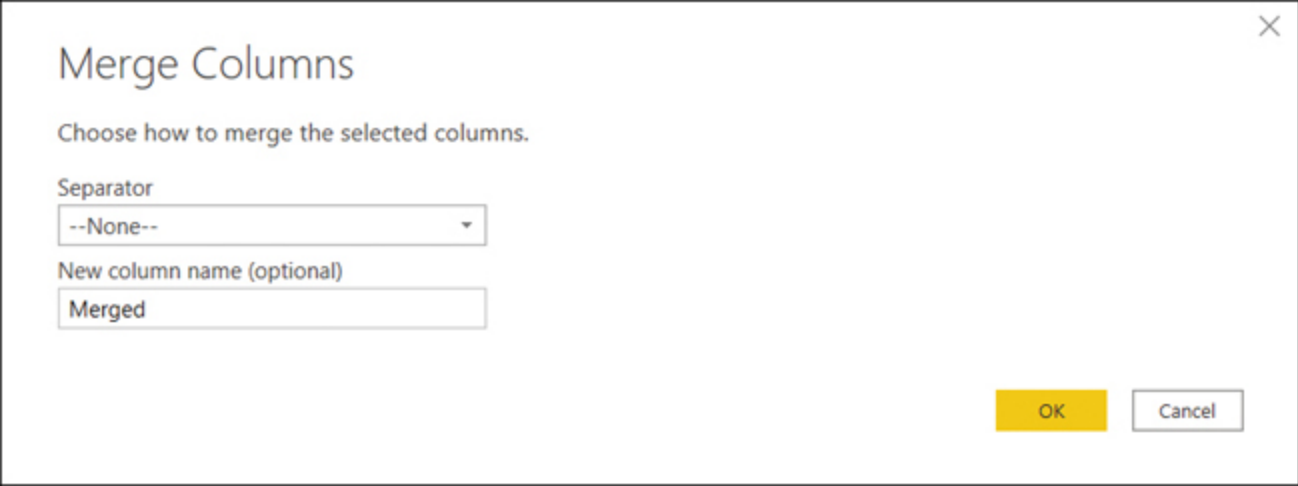 Merge Columns
Choose how to merge the selected columns.
Separator
--None--
New column name (optional)
Merged
OK
Cancel